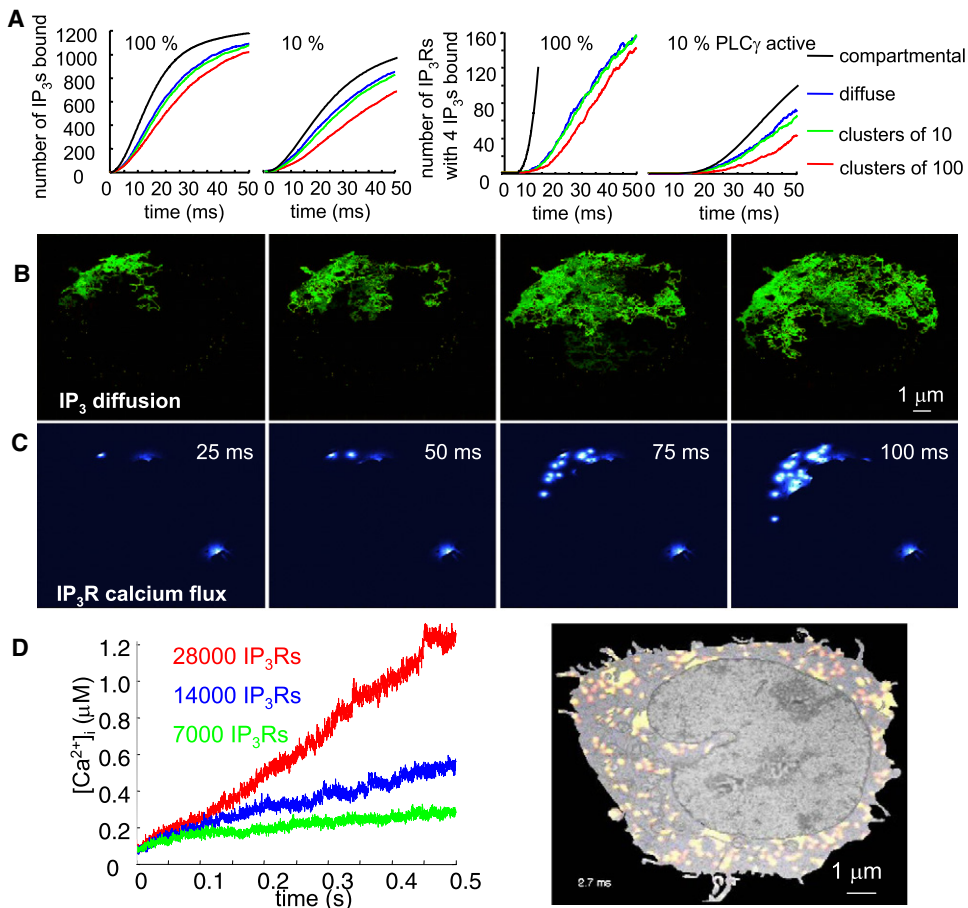 A
number of IP3s bound
1200
1000
800
600
400
200
0
100 %
10 %
0 10 20 30 40 50
0 10 20 30 40 50
time (ms)
time (ms)
number of IP3Rs
with 4 IP3s bound
160
120
80
40
0
100 %
10 % PLCγ active
0 10 20 30 40 50
0 10 20 30 40 50
time (ms)
time (ms)
compartmental
diffuse
clusters of 10
clusters of 100
B
IP3 diffusion
1 μm
C
25 ms
50 ms
75 ms
100 ms
IP3R calcium flux
D
[Ca2+]i (μM)
1.2
1.0
0.8
0.6
0.4
0.2
0
28000 IP3Rs
14000 IP3Rs
7000 IP3Rs
0 0.1 0.2 0.3 0.4 0.5
time (s)
2.7 ms
1 μm